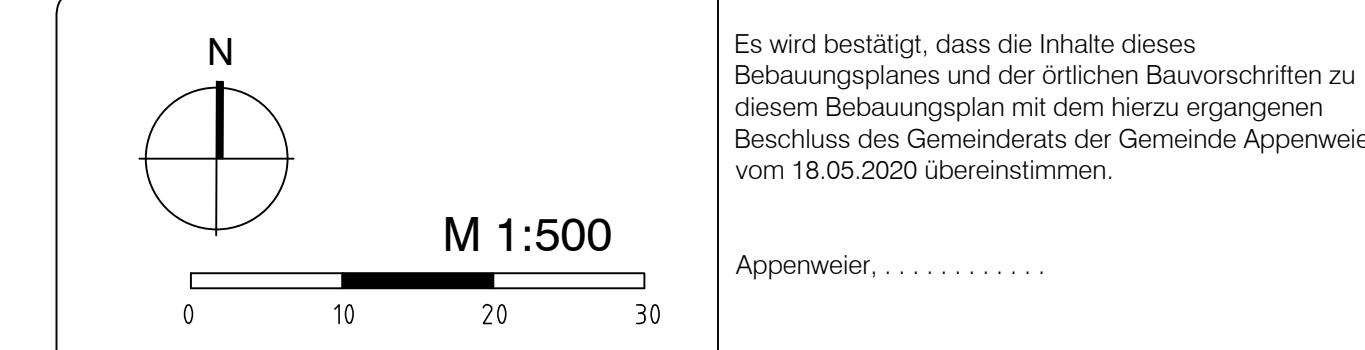 N
M 1:500
0 10 20 30
Es wird bestätigt, dass die Inhalte dieses
Bebauungsplanes und der örtlichen Bauvorschriften zu
diesem Bebauungsplan mit dem hierzu ergangenen
Beschluss des Gemeinderats der Gemeinde Appenweie
vom 18.05.2020 übereinstimmen.
Appenweier, . . . . . . . . . . . .